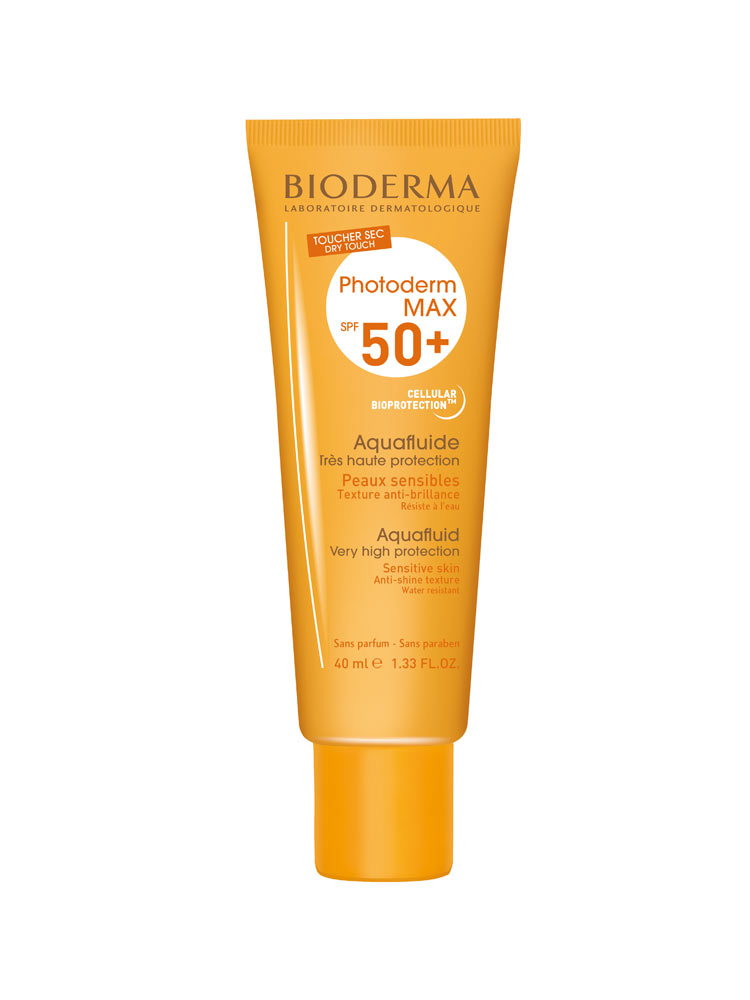 BIODERMA
LABORATOIRE DERMATOLOGIQUE
TOUCHER SEC
DRY TOUCH
Photoderm
MAX
SPF 50+
CELLULAR
BIOPROTECTION™
Aquafluide
Très haute protection
Peaux sensibles
Texture anti-brillance
Résiste à l'eau
Aquafluid
Very high protection
Sensitive skin
Anti-shine texture
Water resistant
Sans parfum - Sans paraben
40 ml e 1.33 FL.OZ.